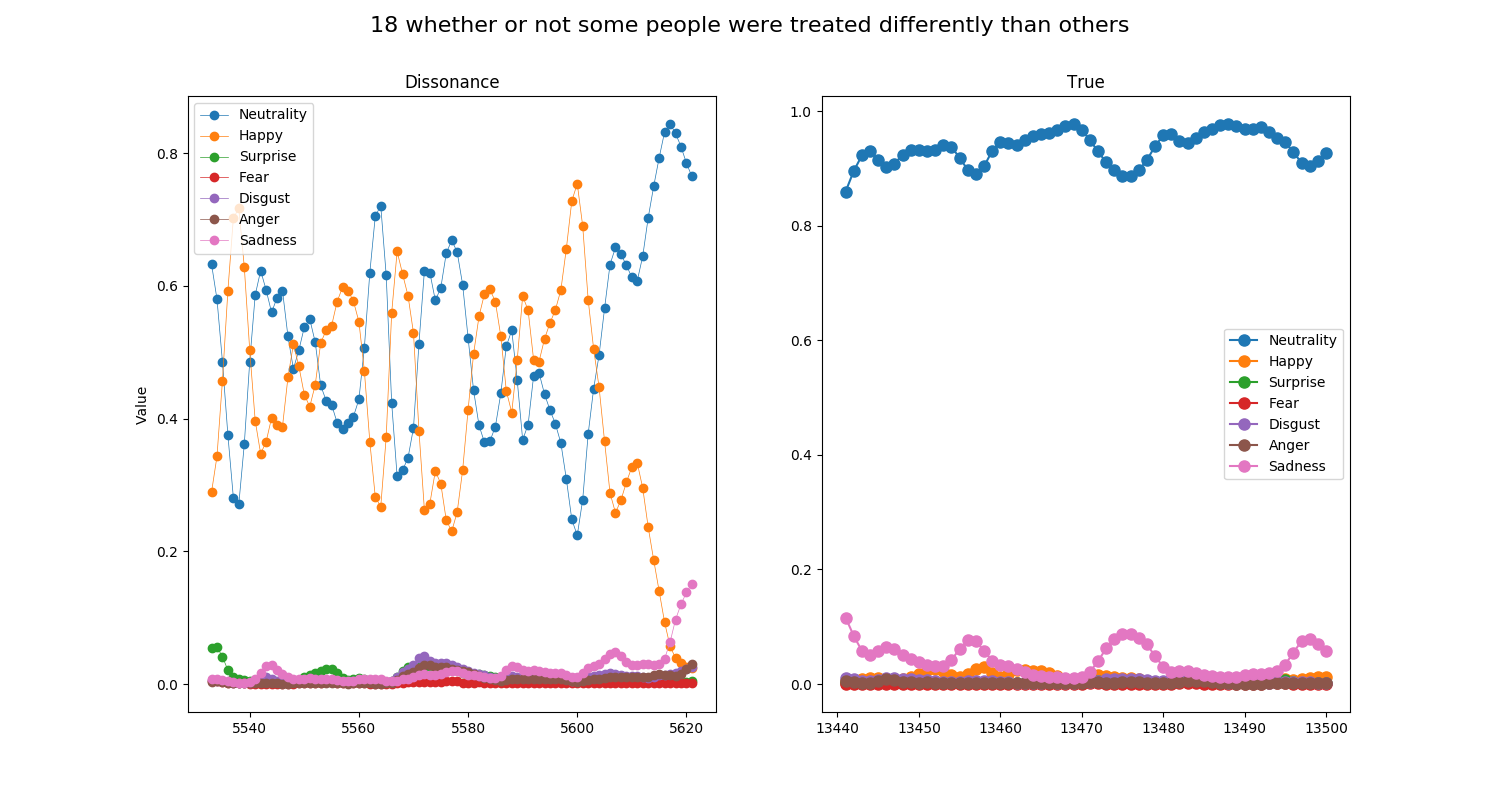 18 whether or not some people were treated differently than others
Dissonance
Value
0.8
0.6
0.4
0.2
0.0
Neutrality
Happy
Surprise
Fear
Disgust
Anger
Sadness
5540 5560 5580 5600 5620
True
1.0
0.8
0.6
0.4
0.2
0.0
Neutrality
Happy
Surprise
Fear
Disgust
Anger
Sadness
13440 13450 13460 13470 13480 13490 13500